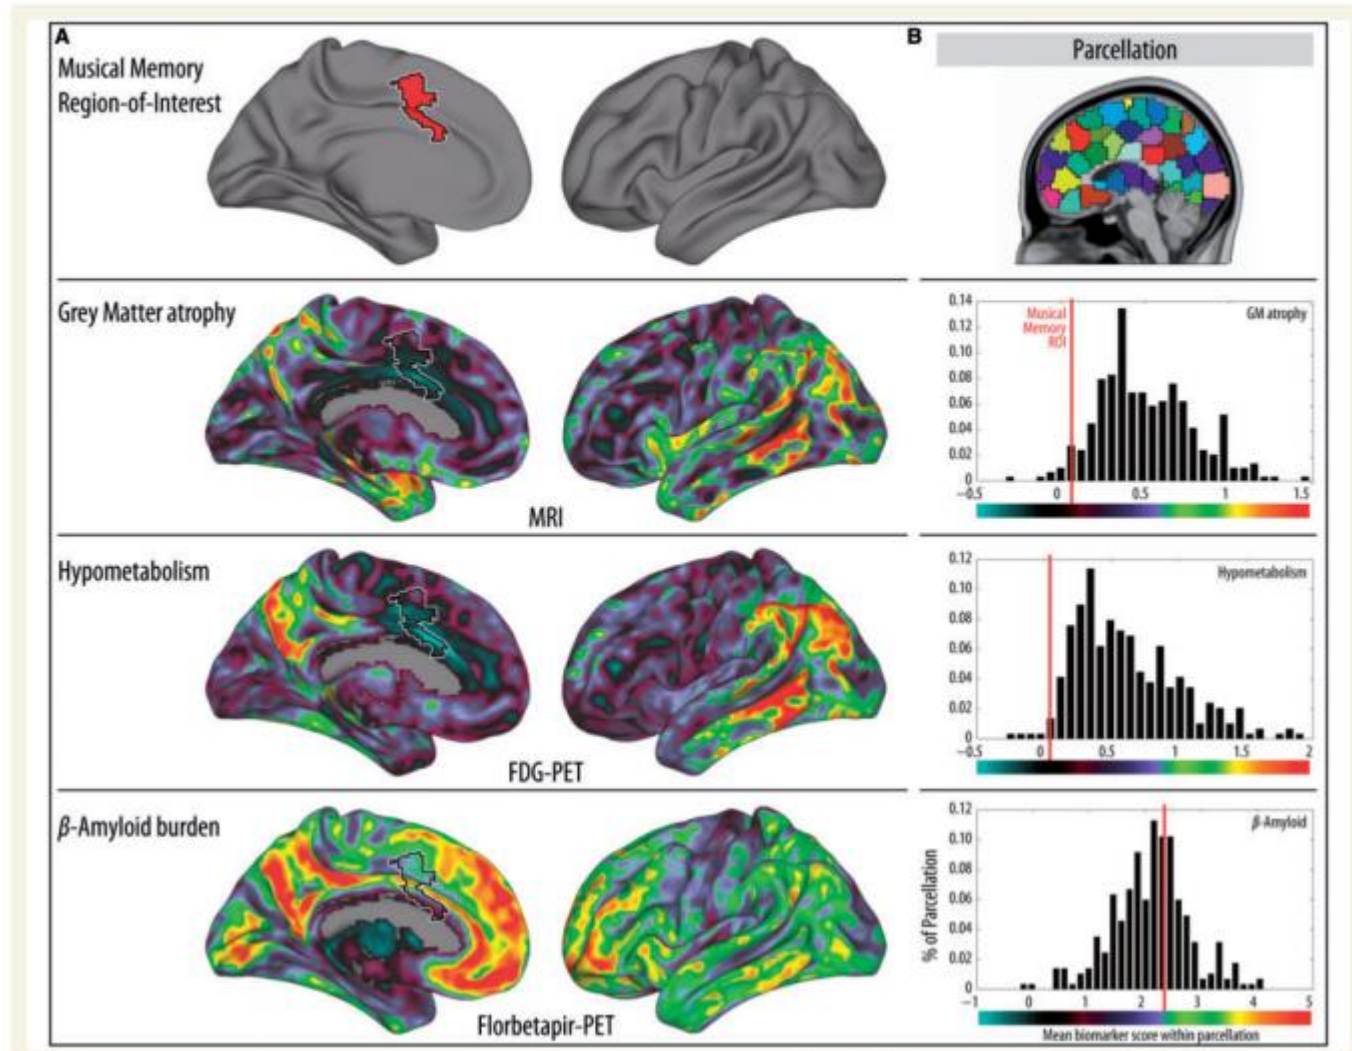 A
Musical Memory
Region-of-Interest
B
Parcellation
Grey Matter atrophy
MRI
0.14
0.12
0.10
0.08
0.06
0.04
0.02
0
Musical
Memory
ROI
GM atrophy
−0.5 0 0.5 1 1.5
Hypometabolism
FDG-PET
0.12
0.10
0.08
0.06
0.04
0.02
0
Hypometabolism
−0.5 0 0.5 1 1.5 2
β-Amyloid burden
Florbetapir-PET
% of Parcellation
0.12
0.10
0.08
0.06
0.04
0.02
0
β-Amyloid
−1 0 1 2 3 4 5
Mean biomarker score within parcellation